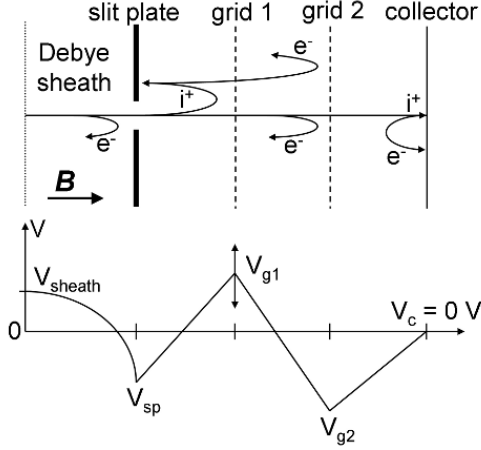 slit plate grid 1 grid 2 collector
Debye
sheath
e⁻
i⁺
i⁺
e⁻
e⁻
e⁻
B
V
V_sheath
V_g1
V_c = 0 V
0
V_sp
V_g2